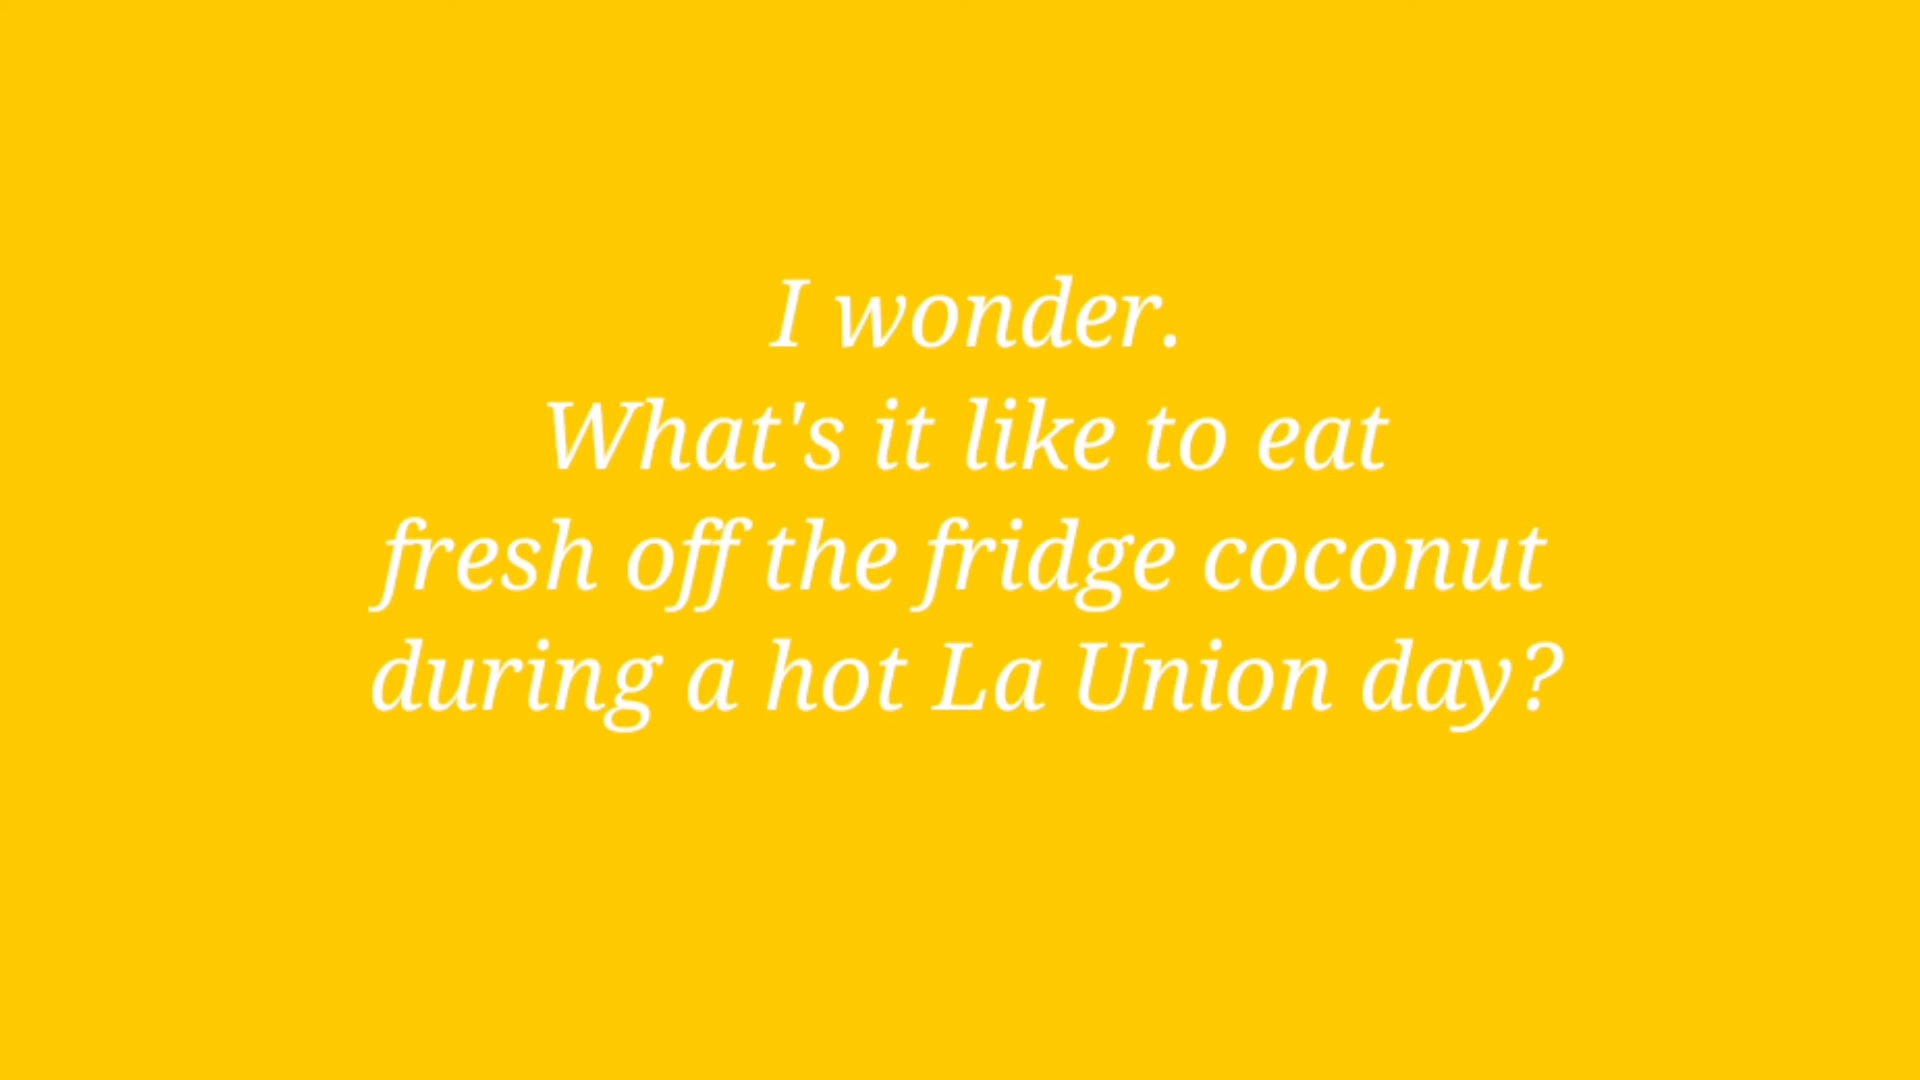 I wonder.
What's it like to eat
fresh off the fridge coconut
during a hot La Union day?